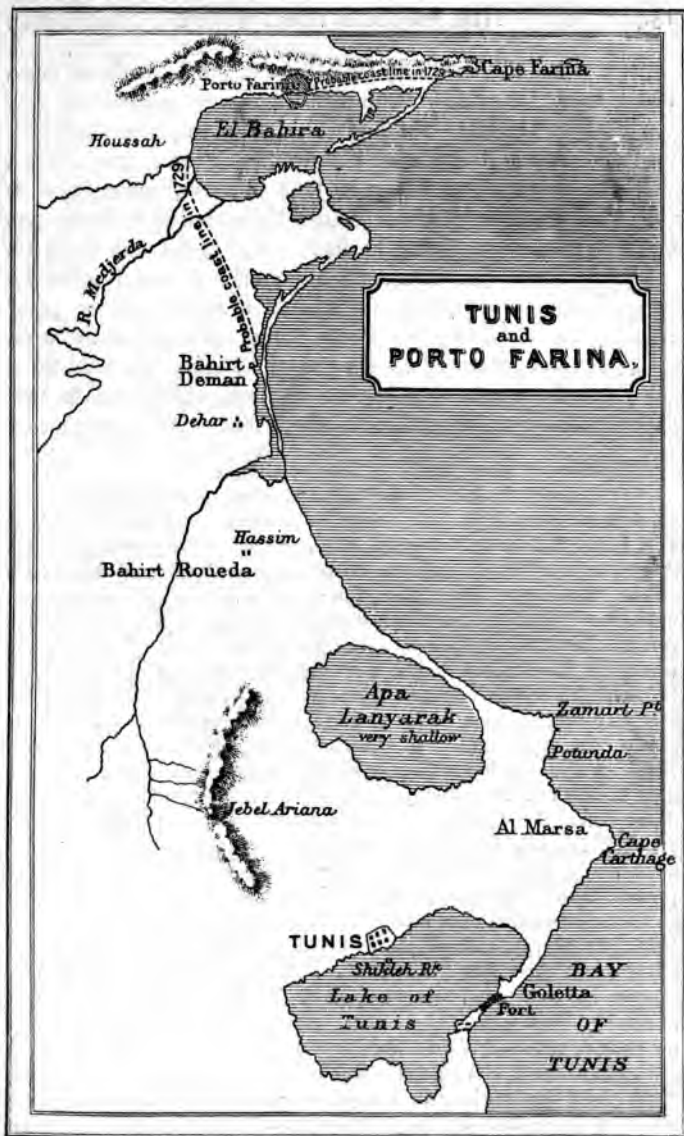 Cape Farina
Porto Farina
Probable coast line in 1729
El Bahira
Houssah
Probable coast line in 1729
R. Medjerda
TUNIS
and
PORTO FARINA.
Bahirt
Deman
Dehar
Hassim
Bahirt Roueda
Apa
Lanyarak
very shallow
Zamart Pt.
Potunda
Jebel Ariana
Al Marsa
Cape
Carthage
TUNIS
Shikleh Rk.
Lake of
Tunis
Goletta
Fort
BAY
OF
TUNIS